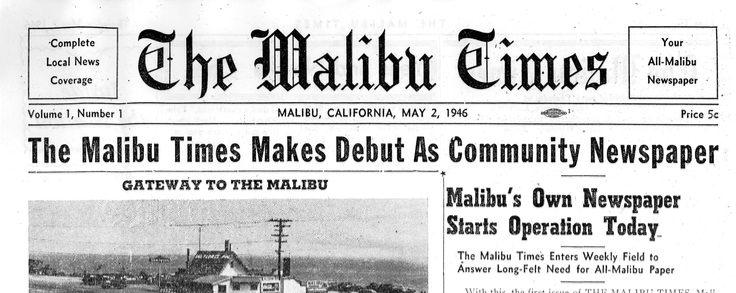 Complete
Local News
Coverage
The Malibu Times
Your
All-Malibu
Newspaper
Volume 1, Number 1
MALIBU, CALIFORNIA, MAY 2, 1946
Price 5c
The Malibu Times Makes Debut As Community Newspaper
GATEWAY TO THE MALIBU
Malibu's Own Newspaper
Starts Operation Today
The Malibu Times Enters Weekly Field to
Answer Long-Felt Need for All-Malibu Paper
With this, the first issue of THE MALIBU TIMES,